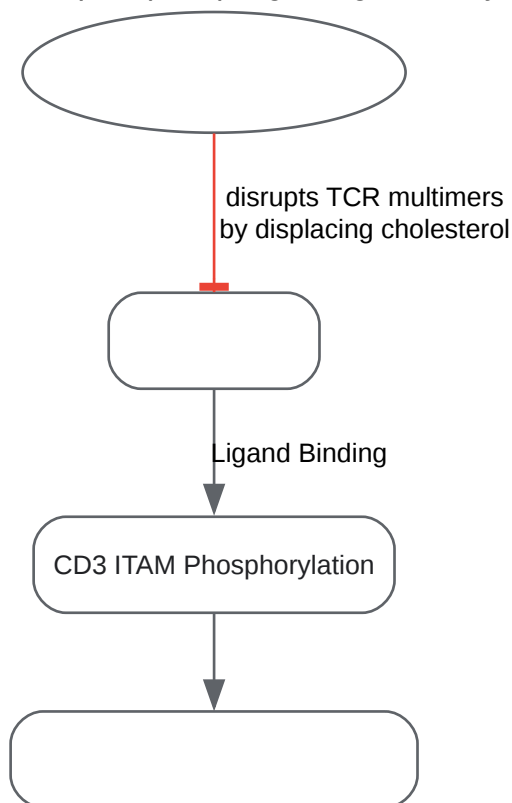 disrupts TCR multimers
by displacing cholesterol
Ligand Binding
CD3 ITAM Phosphorylation